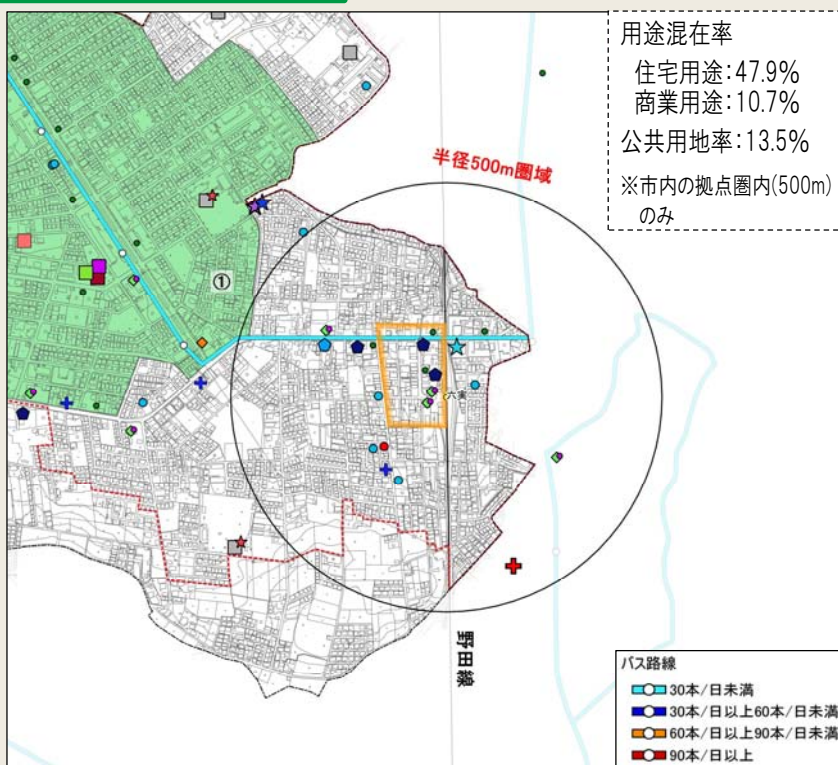 用途混在率
住宅用途:47.9%
商業用途:10.7%
公共用地率:13.5%
※市内の拠点圏内(500m)
のみ
半径500m圏域
①
六実
野田線
バス路線
30本/日未満
30本/日以上60本/日未満
60本/日以上90本/日未満
90本/日以上